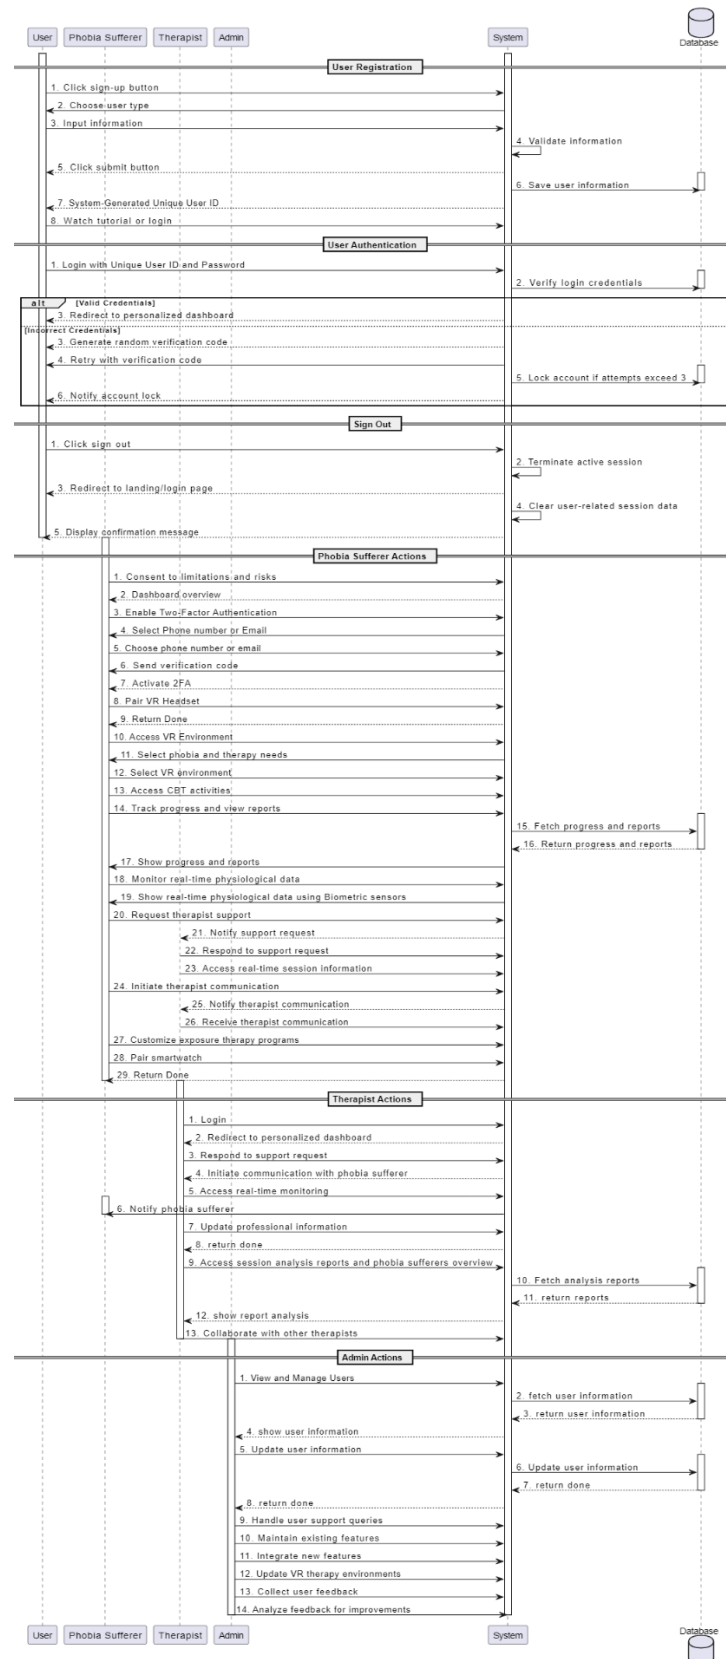 User Phobia Sufferer Therapist Admin System
Database
User Registration
1. Click sign-up button
2. Choose user type
3. Input information
4. Validate information
5. Click submit button
6. Save user information
7. System-Generated Unique User ID
8. Watch tutorial or login
User Authentication
1. Login with Unique User ID and Password
2. Verify login credentials
alt [Valid Credentials]
3. Redirect to personalized dashboard
[Incorrect Credentials]
3. Generate random verification code
4. Retry with verification code
5. Lock account if attempts exceed 3
6. Notify account lock
Sign Out
1. Click sign out
2. Terminate active session
3. Redirect to landing/login page
4. Clear user-related session data
5. Display confirmation message
Phobia Sufferer Actions
1. Consent to limitations and risks
2. Dashboard overview
3. Enable Two-Factor Authentication
4. Select Phone number or Email
5. Choose phone number or email
6. Send verification code
7. Activate 2FA
8. Pair VR Headset
9. Return Done
10. Access VR Environment
11. Select phobia and therapy needs
12. Select VR environment
13. Access CBT activities
14. Track progress and view reports
15. Fetch progress and reports
16. Return progress and reports
17. Show progress and reports
18. Monitor real-time physiological data
19. Show real-time physiological data using Biometric sensors
20. Request therapist support
21. Notify support request
22. Respond to support request
23. Access real-time session information
24. Initiate therapist communication
25. Notify therapist communication
26. Receive therapist communication
27. Customize exposure therapy programs
28. Pair smartwatch
29. Return Done
Therapist Actions
1. Login
2. Redirect to personalized dashboard
3. Respond to support request
4. Initiate communication with phobia sufferer
5. Access real-time monitoring
6. Notify phobia sufferer
7. Update professional information
8. return done
9. Access session analysis reports and phobia sufferers overview
10. Fetch analysis reports
11. return reports
12. show report analysis
13. Collaborate with other therapists
Admin Actions
1. View and Manage Users
2. fetch user information
3. return user information
4. show user information
5. Update user information
6. Update user information
7. return done
8. return done
9. Handle user support queries
10. Maintain existing features
11. Integrate new features
12. Update VR therapy environments
13. Collect user feedback
14. Analyze feedback for improvements
User Phobia Sufferer Therapist Admin System
Database